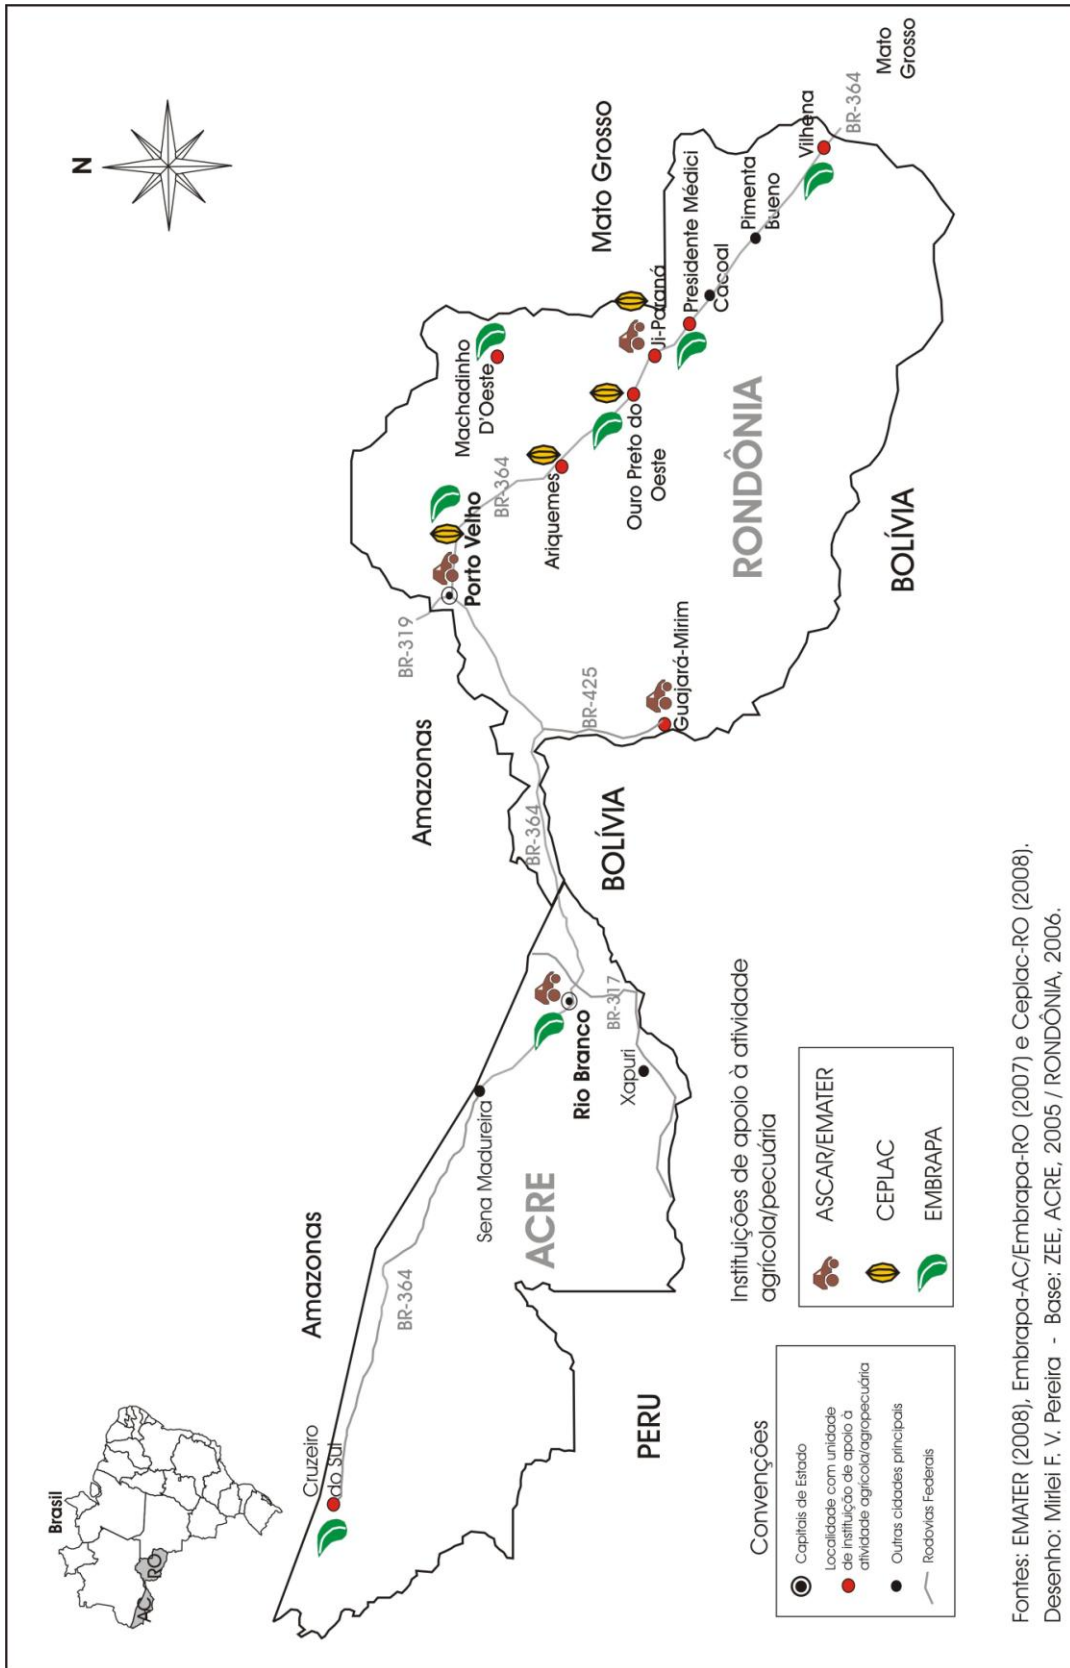 Brasil
AC
RO
N
Cruzeiro
do Sul
Amazonas
BR-364
ACRE
PERU
Sena Madureira
Rio Branco
Xapuri
BR-317
BOLÍVIA
BR-364
Amazonas
BR-319
Porto Velho
BR-425
Guajará-Mirim
BR-364
Machadinho
D'Oeste
Ariquemes
Ouro Preto do
Oeste
Ji-Paraná
Presidente Médici
Cacoal
Pimenta
Bueno
Vilhena
BR-364
Mato Grosso
Mato
Grosso
RONDÔNIA
BOLÍVIA
Convenções
Capitais de Estado
Localidade com unidade
de instituição de apoio à
atividade agrícola/agropecuária
Outras cidades principais
Rodovias Federais
Instituições de apoio à atividade
agrícola/pecuária
ASCAR/EMATER
CEPLAC
EMBRAPA
Fontes: EMATER (2008), Embrapa-AC/Embrapa-RO (2007) e Ceplac-RO (2008).
Desenho: Mirlei F. V. Pereira - Base: ZEE, ACRE, 2005 / RONDÔNIA, 2006.